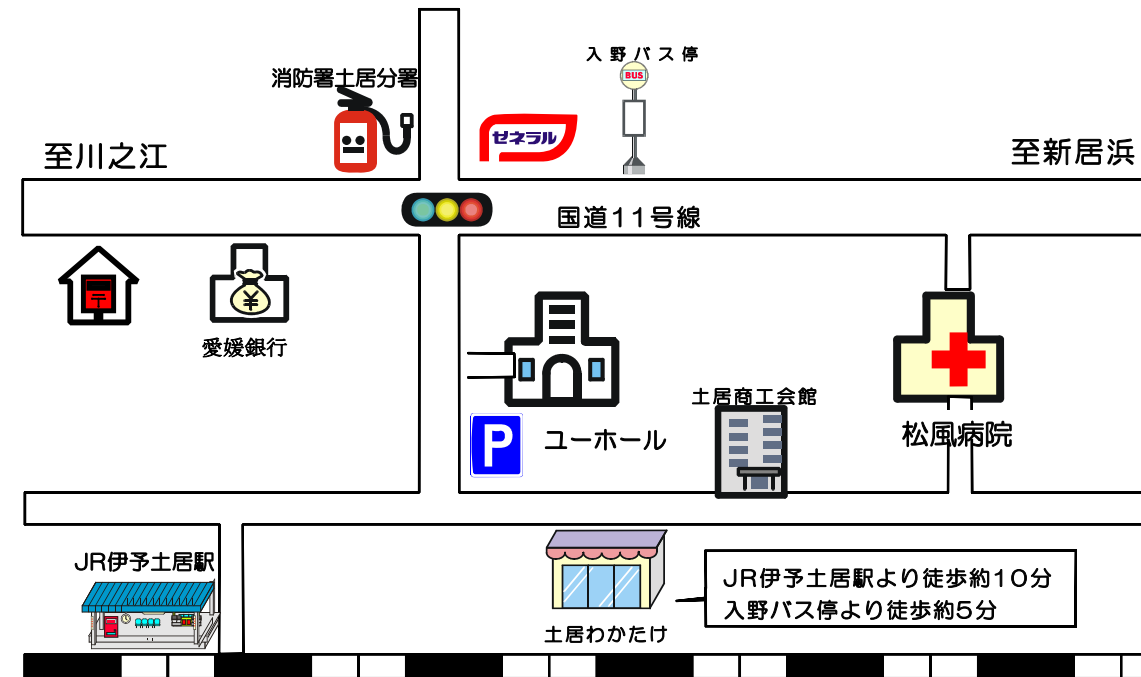 入野バス停
BUS
消防署土居分署
ゼネラル
至川之江
至新居浜
国道11号線
〒
¥
愛媛銀行
土居商工会館
P
ユーホール
松風病院
JR伊予土居駅
JR伊予土居駅より徒歩約10分
入野バス停より徒歩約5分
土居わかたけ